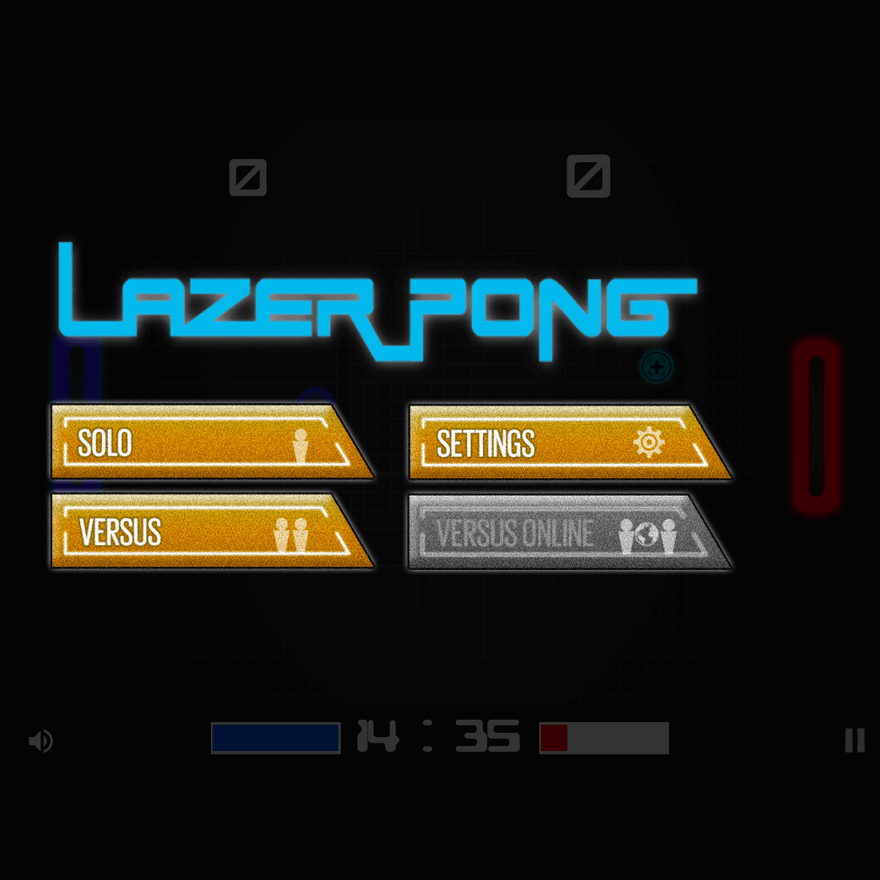 LAZER PONG
SOLO
SETTINGS
VERSUS
VERSUS ONLINE
14 : 35